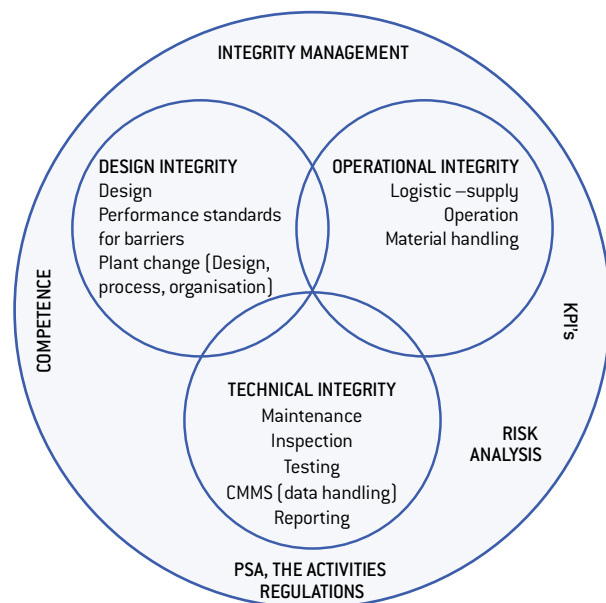 INTEGRITY MANAGEMENT
DESIGN INTEGRITY
Design
Performance standards
for barriers
Plant change (Design,
process, organisation)
OPERATIONAL INTEGRITY
Logistic –supply
Operation
Material handling
COMPETENCE
KPI's
TECHNICAL INTEGRITY
Maintenance
Inspection
Testing
CMMS (data handling)
Reporting
RISK
ANALYSIS
PSA, THE ACTIVITIES
REGULATIONS